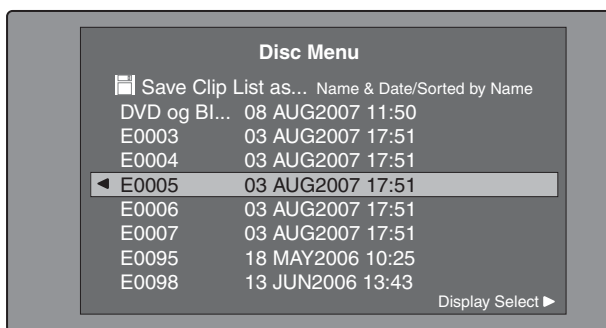 Disc Menu
Save Clip List as... Name & Date/Sorted by Name
DVD og BI... 08 AUG2007 11:50
E0003 03 AUG2007 17:51
E0004 03 AUG2007 17:51
E0005 03 AUG2007 17:51
E0006 03 AUG2007 17:51
E0007 03 AUG2007 17:51
E0095 18 MAY2006 10:25
E0098 13 JUN2006 13:43
Display Select